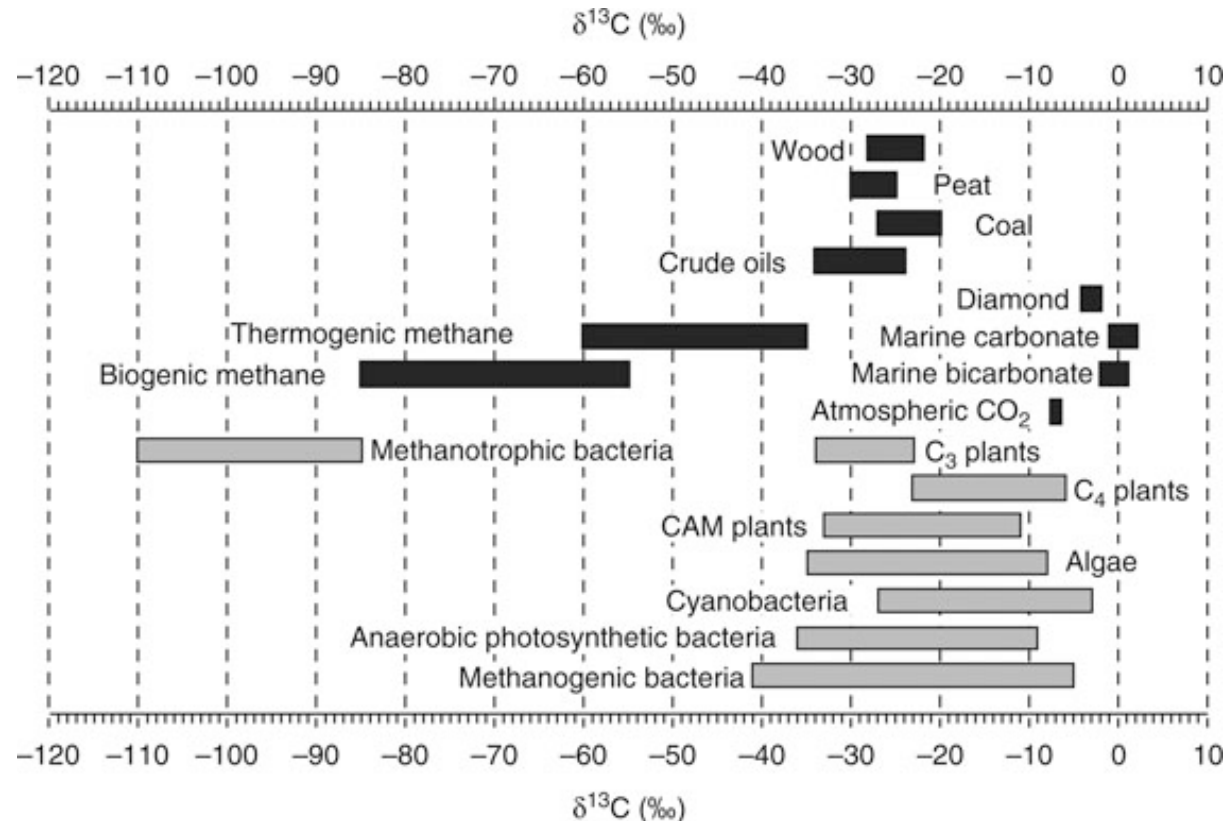 δ¹³C (‰)
–120 –110 –100 –90 –80 –70 –60 –50 –40 –30 –20 –10 0 10
Wood
Peat
Coal
Crude oils
Diamond
Thermogenic methane Marine carbonate
Biogenic methane Marine bicarbonate
Atmospheric CO₂
Methanotrophic bacteria C₃ plants
C₄ plants
CAM plants
Algae
Cyanobacteria
Anaerobic photosynthetic bacteria
Methanogenic bacteria
–120 –110 –100 –90 –80 –70 –60 –50 –40 –30 –20 –10 0 10
δ¹³C (‰)